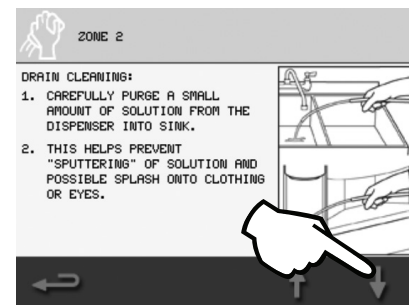 ZONE 2
DRAIN CLEANING:
1. CAREFULLY PURGE A SMALL
AMOUNT OF SOLUTION FROM THE
DISPENSER INTO SINK.
2. THIS HELPS PREVENT
"SPUTTERING" OF SOLUTION AND
POSSIBLE SPLASH ONTO CLOTHING
OR EYES.